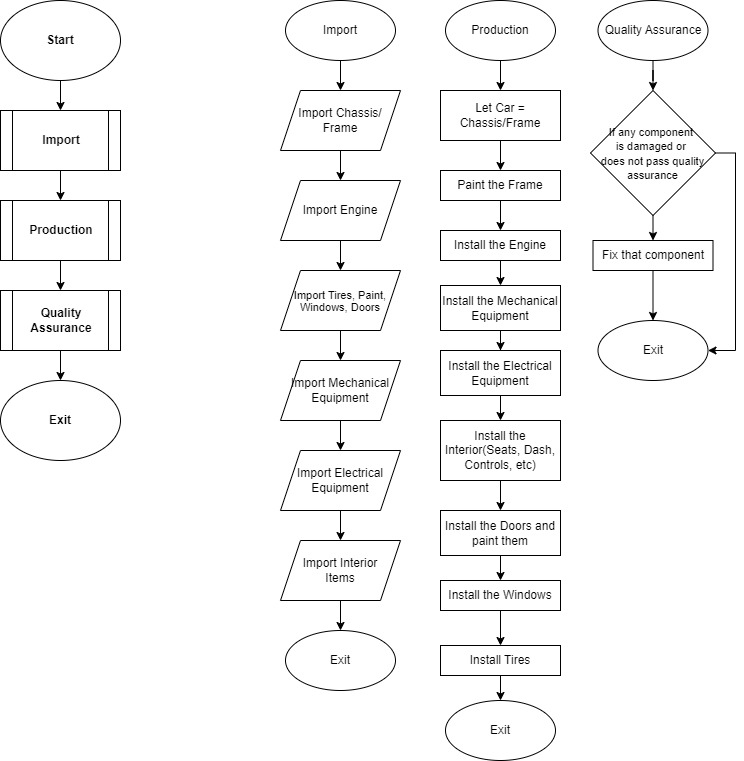 Start
Import
Production
Quality
Assurance
Exit
Import
Import Chassis/
Frame
Import Engine
Import Tires, Paint,
Windows, Doors
Import Mechanical
Equipment
Import Electrical
Equipment
Import Interior
Items
Exit
Production
Let Car =
Chassis/Frame
Paint the Frame
Install the Engine
Install the Mechanical
Equipment
Install the Electrical
Equipment
Install the
Interior(Seats, Dash,
Controls, etc)
Install the Doors and
paint them
Install the Windows
Install Tires
Exit
Quality Assurance
If any component
is damaged or
does not pass quality
assurance
Fix that component
Exit